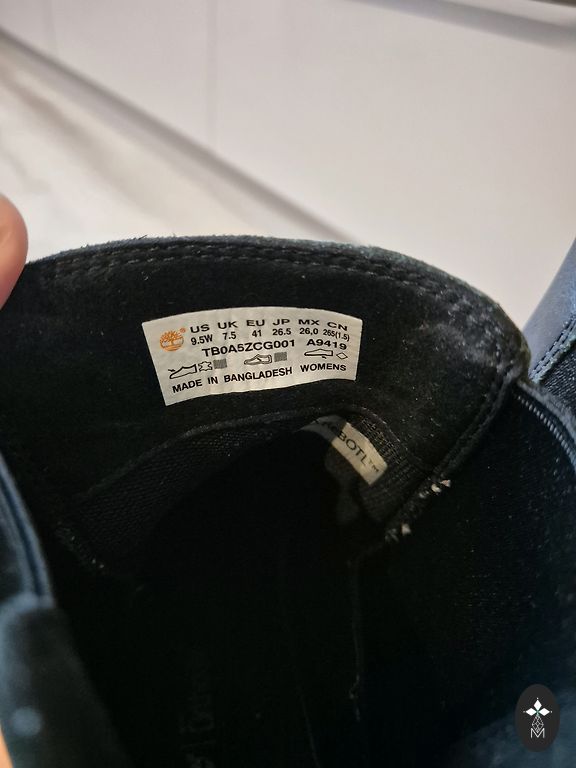 US UK EU JP MX CN
9.5W 7.5 41 26.5 26,0 265(1.5)
TB0A5ZCG001 A9419
MADE IN BANGLADESH WOMENS
BOTL™
M